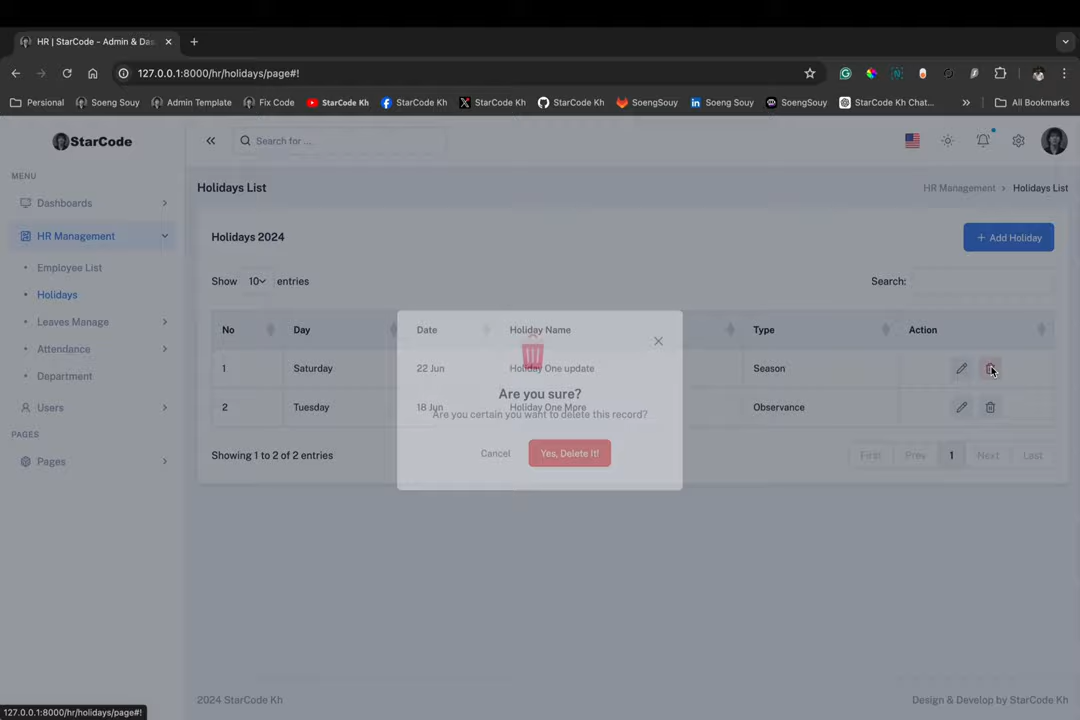 HR | StarCode - Admin & Das
127.0.0.1:8000/hr/holidays/page#!
Personal Soeng Souy Admin Template Fix Code StarCode Kh StarCode Kh StarCode Kh StarCode Kh SoengSouy Soeng Souy SoengSouy StarCode Kh Chat... » All Bookmarks
StarCode
Search for ...
MENU
Dashboards
HR Management
Employee List
Holidays
Leaves Manage
Attendance
Department
Users
PAGES
Pages
Holidays List
HR Management Holidays List
Holidays 2024
+ Add Holiday
Show 10 entries
Search:
No Day Date Holiday Name Type Action
1 Saturday 22 Jun Holiday One update Season
2 Tuesday 18 Jun Holiday One More Observance
Are you sure?
Are you certain you want to delete this record?
Cancel Yes, Delete It!
Showing 1 to 2 of 2 entries
First Prev 1 Next Last
2024 StarCode Kh
Design & Develop by StarCode Kh
127.0.0.1:8000/hr/holidays/page#!